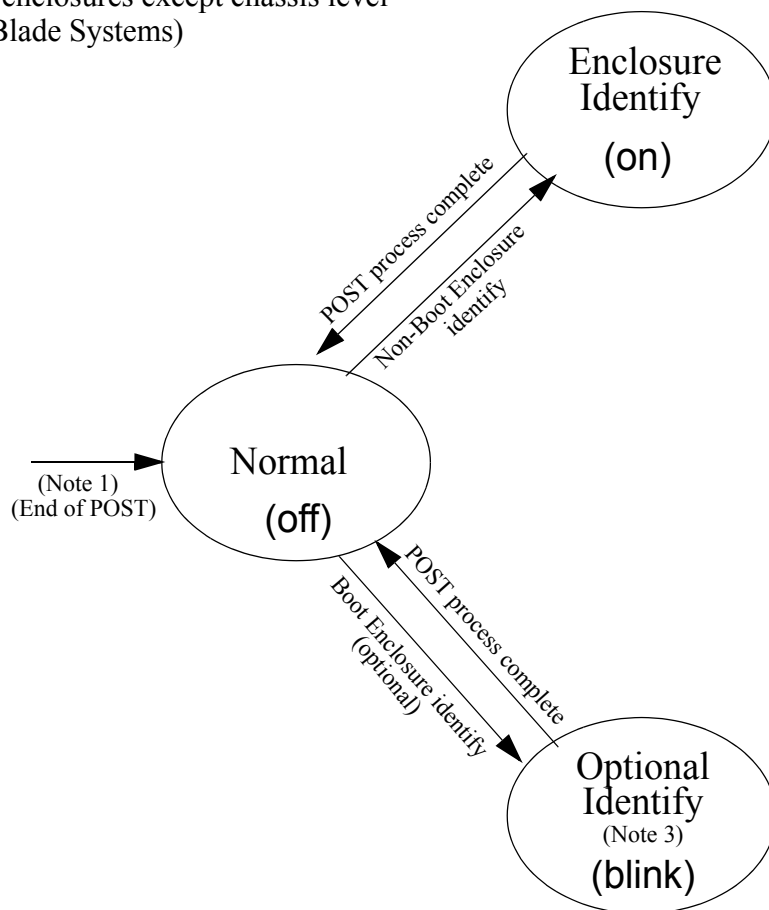 enclosures except chassis level
Blade Systems)
Enclosure
Identify
(on)
POST process complete
Non-Boot Enclosure
identify
Normal
(off)
(Note 1)
(End of POST)
POST process complete
Boot Enclosure identify
(optional)
Optional
Identify
(Note 3)
(blink)